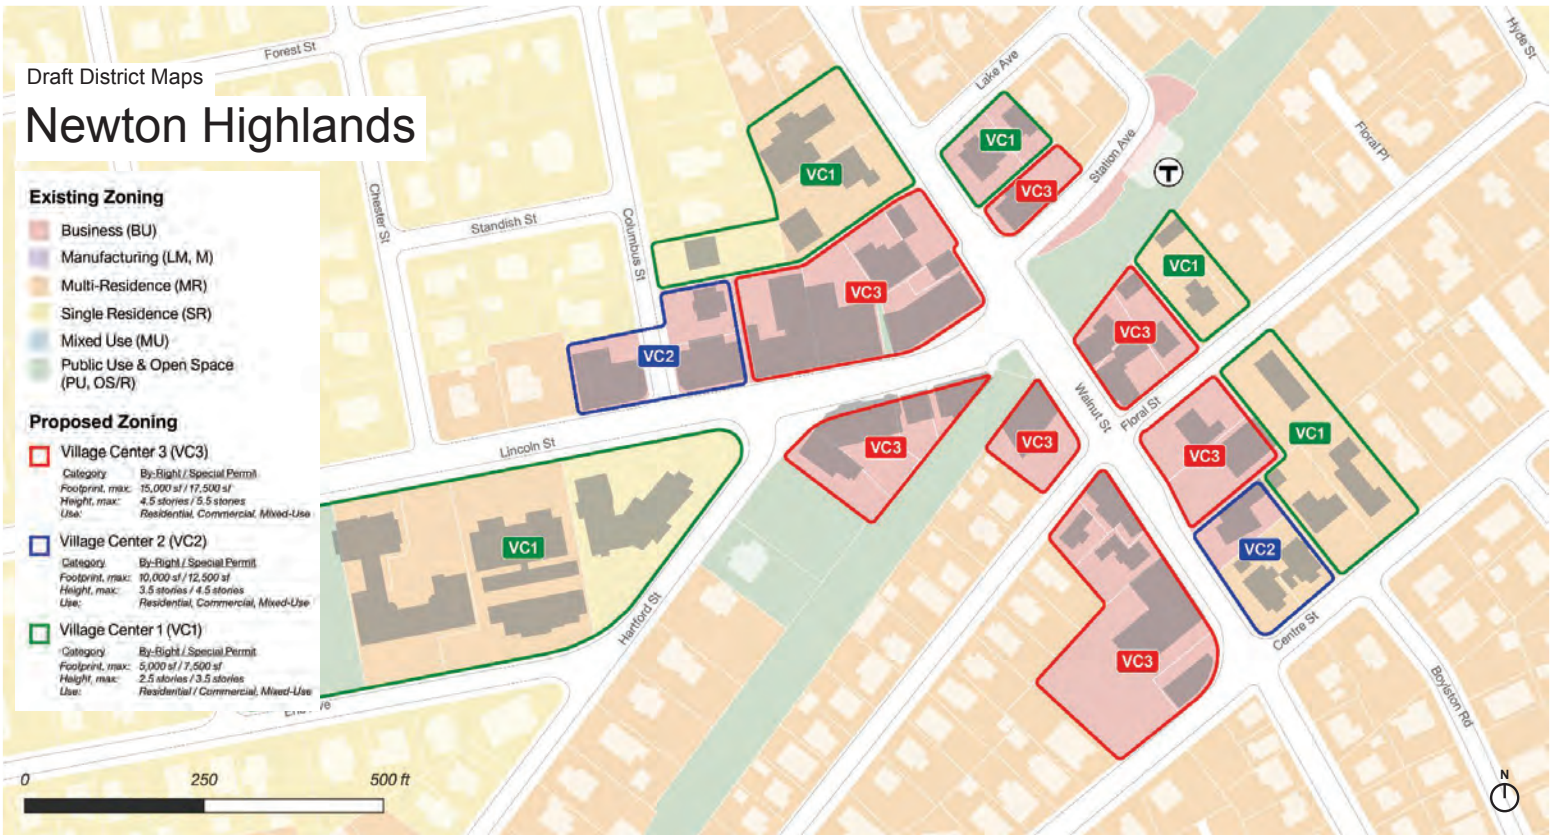 Draft District Maps
Newton Highlands
Existing Zoning
Business (BU)
Manufacturing (LM, M)
Multi-Residence (MR)
Single Residence (SR)
Mixed Use (MU)
Public Use & Open Space
(PU, OS/R)
Proposed Zoning
Village Center 3 (VC3)
Category By-Right / Special Permit
Footprint, max: 15,000 sf / 17,500 sf
Height, max: 4.5 stories / 5.5 stories
Use: Residential, Commercial, Mixed-Use
Village Center 2 (VC2)
Category By-Right / Special Permit
Footprint, max: 10,000 sf / 12,500 sf
Height, max: 3.5 stories / 4.5 stories
Use: Residential, Commercial, Mixed-Use
Village Center 1 (VC1)
Category By-Right / Special Permit
Footprint, max: 5,000 sf / 7,500 sf
Height, max: 2.5 stories / 3.5 stories
Use: Residential / Commercial, Mixed-Use
0 250 500 ft
Forest St
Chester St
Standish St
Columbus St
Lake Ave
Station Ave
Hyde St
Floral Pl
T
VC1
VC1
VC3
VC1
VC3
VC2
VC3
Lincoln St
Walnut St
Floral St
VC3
VC3
VC3
VC1
VC1
VC2
VC3
Hartford St
Centre St
Boylston Rd
N